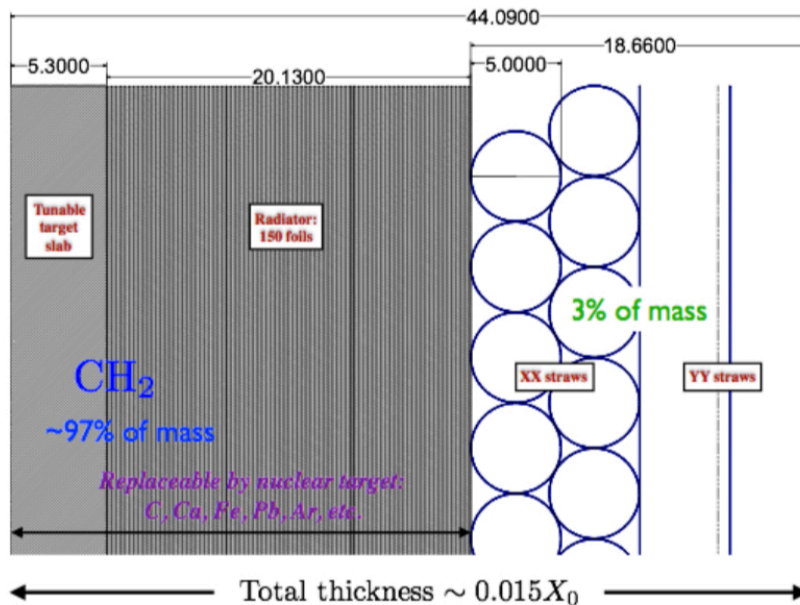 44.0900
18.6600
5.3000
20.1300
5.0000
Tunable
target
slab
Radiator:
150 foils
3% of mass
CH₂
XX straws
YY straws
~97% of mass
Replaceable by nuclear target:
C, Ca, Fe, Pb, Ar, etc.
Total thickness ∼ 0.015X₀